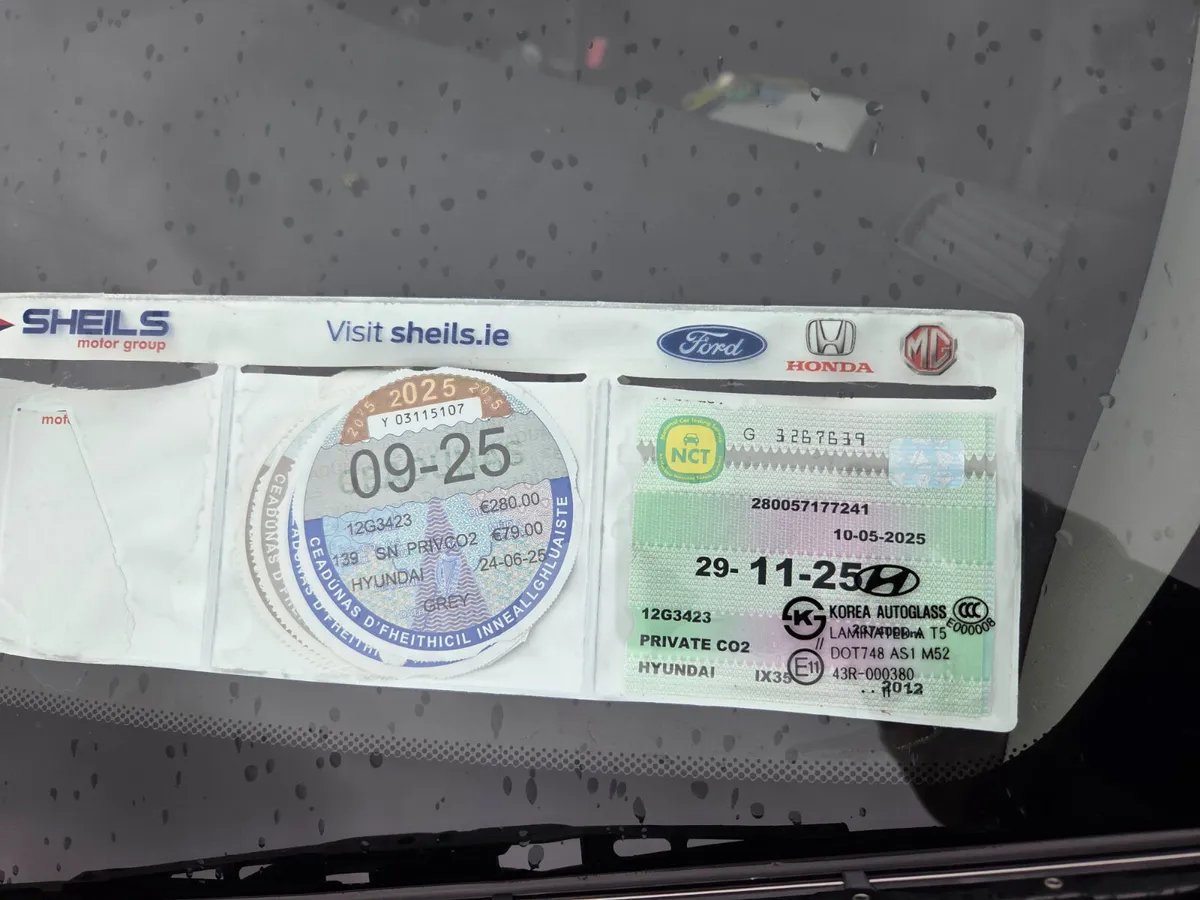 SHEILS
motor group
Visit sheils.ie
Ford
HONDA
MG
2025 2025
Y 03115107
09-25
12G3423 €280.00
139 SN PRIVCO2 €79.00
HYUNDAI 24-06-25
GREY
CEADÚNAS D'FHEITHICIL INNEALLGHLUAISTE
NCT
G 3267639
280057177241
10-05-2025
29- 11-25
12G3423
PRIVATE CO2
HYUNDAI IX35
2012
K
KOREA AUTOGLASS
CCC
E000008
LAMINATED A T5
DOT748 AS1 M52
E11
43R-000380